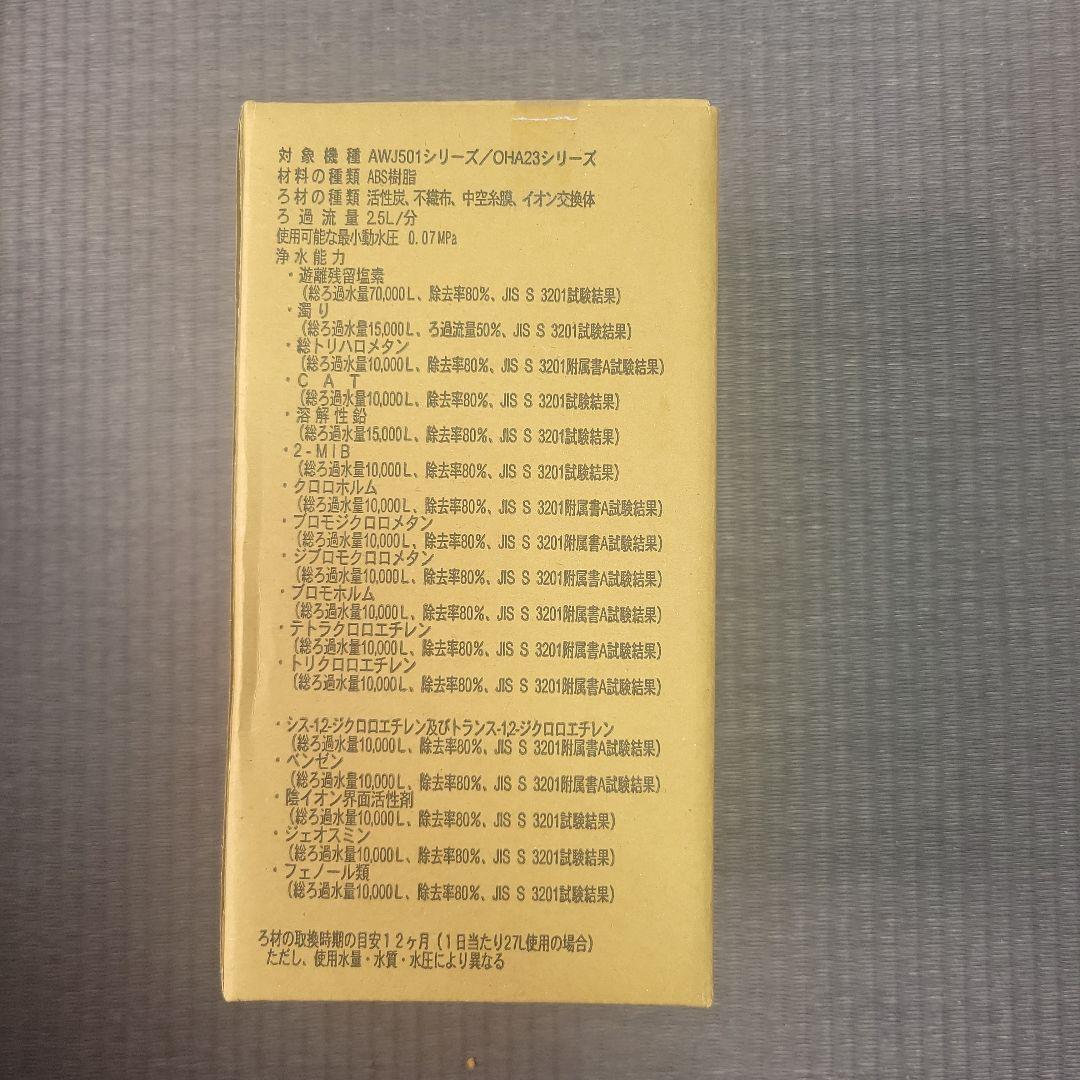 対象機種 AWJ501シリーズ／OHA23シリーズ
材料の種類 ABS樹脂
ろ材の種類 活性炭、不織布、中空糸膜、イオン交換体
ろ過流量 2.5L/分
使用可能な最小動水圧 0.07MPa
浄水能力
・遊離残留塩素
(総ろ過水量70,000L、除去率80%、JIS S 3201試験結果)
・濁り
(総ろ過水量15,000L、ろ過流量50%、JIS S 3201試験結果)
・総トリハロメタン
(総ろ過水量10,000L、除去率80%、JIS S 3201附属書A試験結果)
・CAT
(総ろ過水量10,000L、除去率80%、JIS S 3201試験結果)
・溶解性鉛
(総ろ過水量15,000L、除去率80%、JIS S 3201試験結果)
・2-MIB
(総ろ過水量10,000L、除去率80%、JIS S 3201試験結果)
・クロロホルム
(総ろ過水量10,000L、除去率80%、JIS S 3201附属書A試験結果)
・ブロモジクロロメタン
(総ろ過水量10,000L、除去率80%、JIS S 3201附属書A試験結果)
・ジブロモクロロメタン
(総ろ過水量10,000L、除去率80%、JIS S 3201附属書A試験結果)
・ブロモホルム
(総ろ過水量10,000L、除去率80%、JIS S 3201附属書A試験結果)
・テトラクロロエチレン
(総ろ過水量10,000L、除去率80%、JIS S 3201附属書A試験結果)
・トリクロロエチレン
(総ろ過水量10,000L、除去率80%、JIS S 3201附属書A試験結果)
・シス-1,2-ジクロロエチレン及びトランス-1,2-ジクロロエチレン
(総ろ過水量10,000L、除去率80%、JIS S 3201附属書A試験結果)
・ベンゼン
(総ろ過水量10,000L、除去率80%、JIS S 3201附属書A試験結果)
・陰イオン界面活性剤
(総ろ過水量10,000L、除去率80%、JIS S 3201試験結果)
・ジェオスミン
(総ろ過水量10,000L、除去率80%、JIS S 3201試験結果)
・フェノール類
(総ろ過水量10,000L、除去率80%、JIS S 3201試験結果)
ろ材の取換時期の目安12ヶ月(1日当たり27L使用の場合)
ただし、使用水量・水質・水圧により異なる